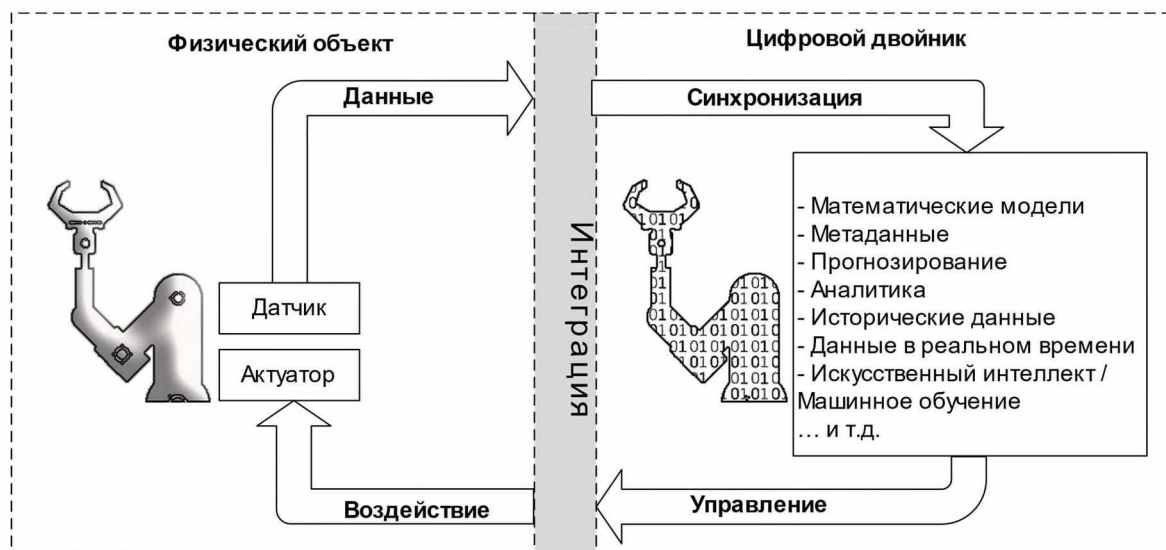 Физический объект
Цифровой двойник
Данные
Синхронизация
Интеграция
Датчик
Актуатор
- Математические модели
- Метаданные
- Прогнозирование
- Аналитика
- Исторические данные
- Данные в реальном времени
- Искусственный интеллект /
Машинное обучение
... и т.д.
Воздействие
Управление